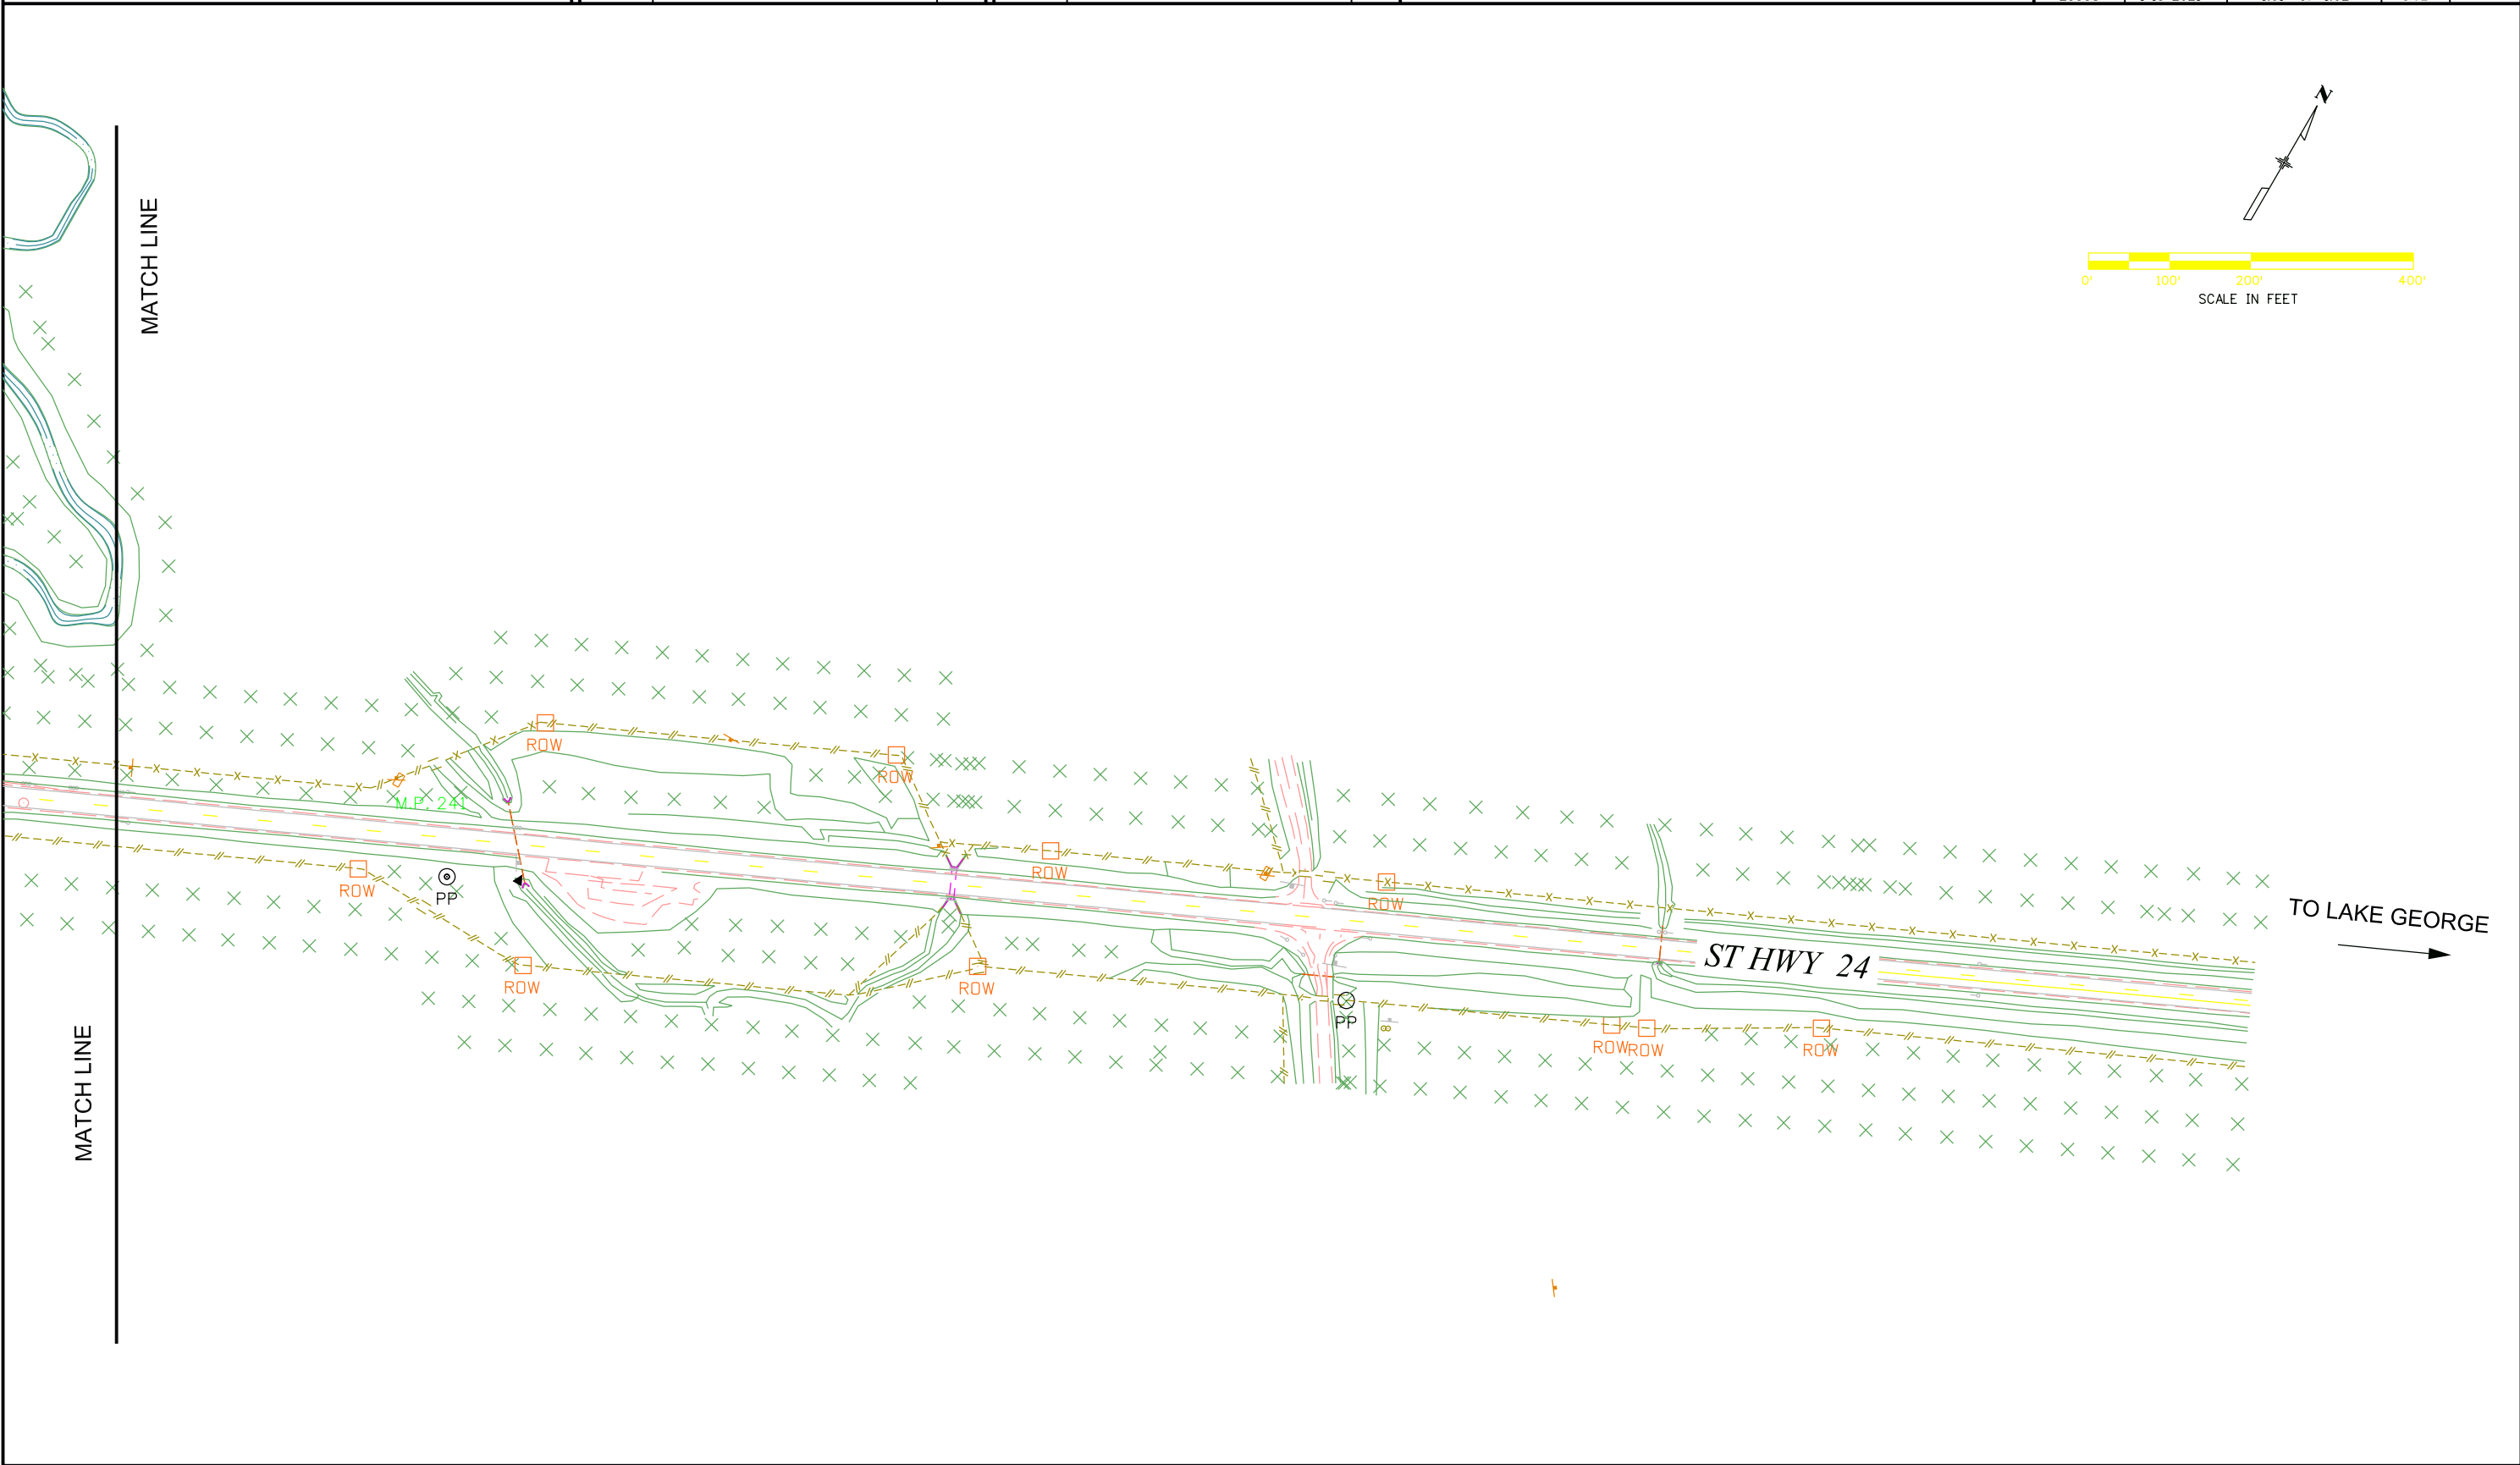 N
0' 100' 200' 400'
SCALE IN FEET
MATCH LINE
ROW
ROW
M.P. 241
ROW
ROW
PP
ROW
TO LAKE GEORGE
ST HWY 24
ROW
ROW
PP
8
ROW
ROW
ROW
MATCH LINE